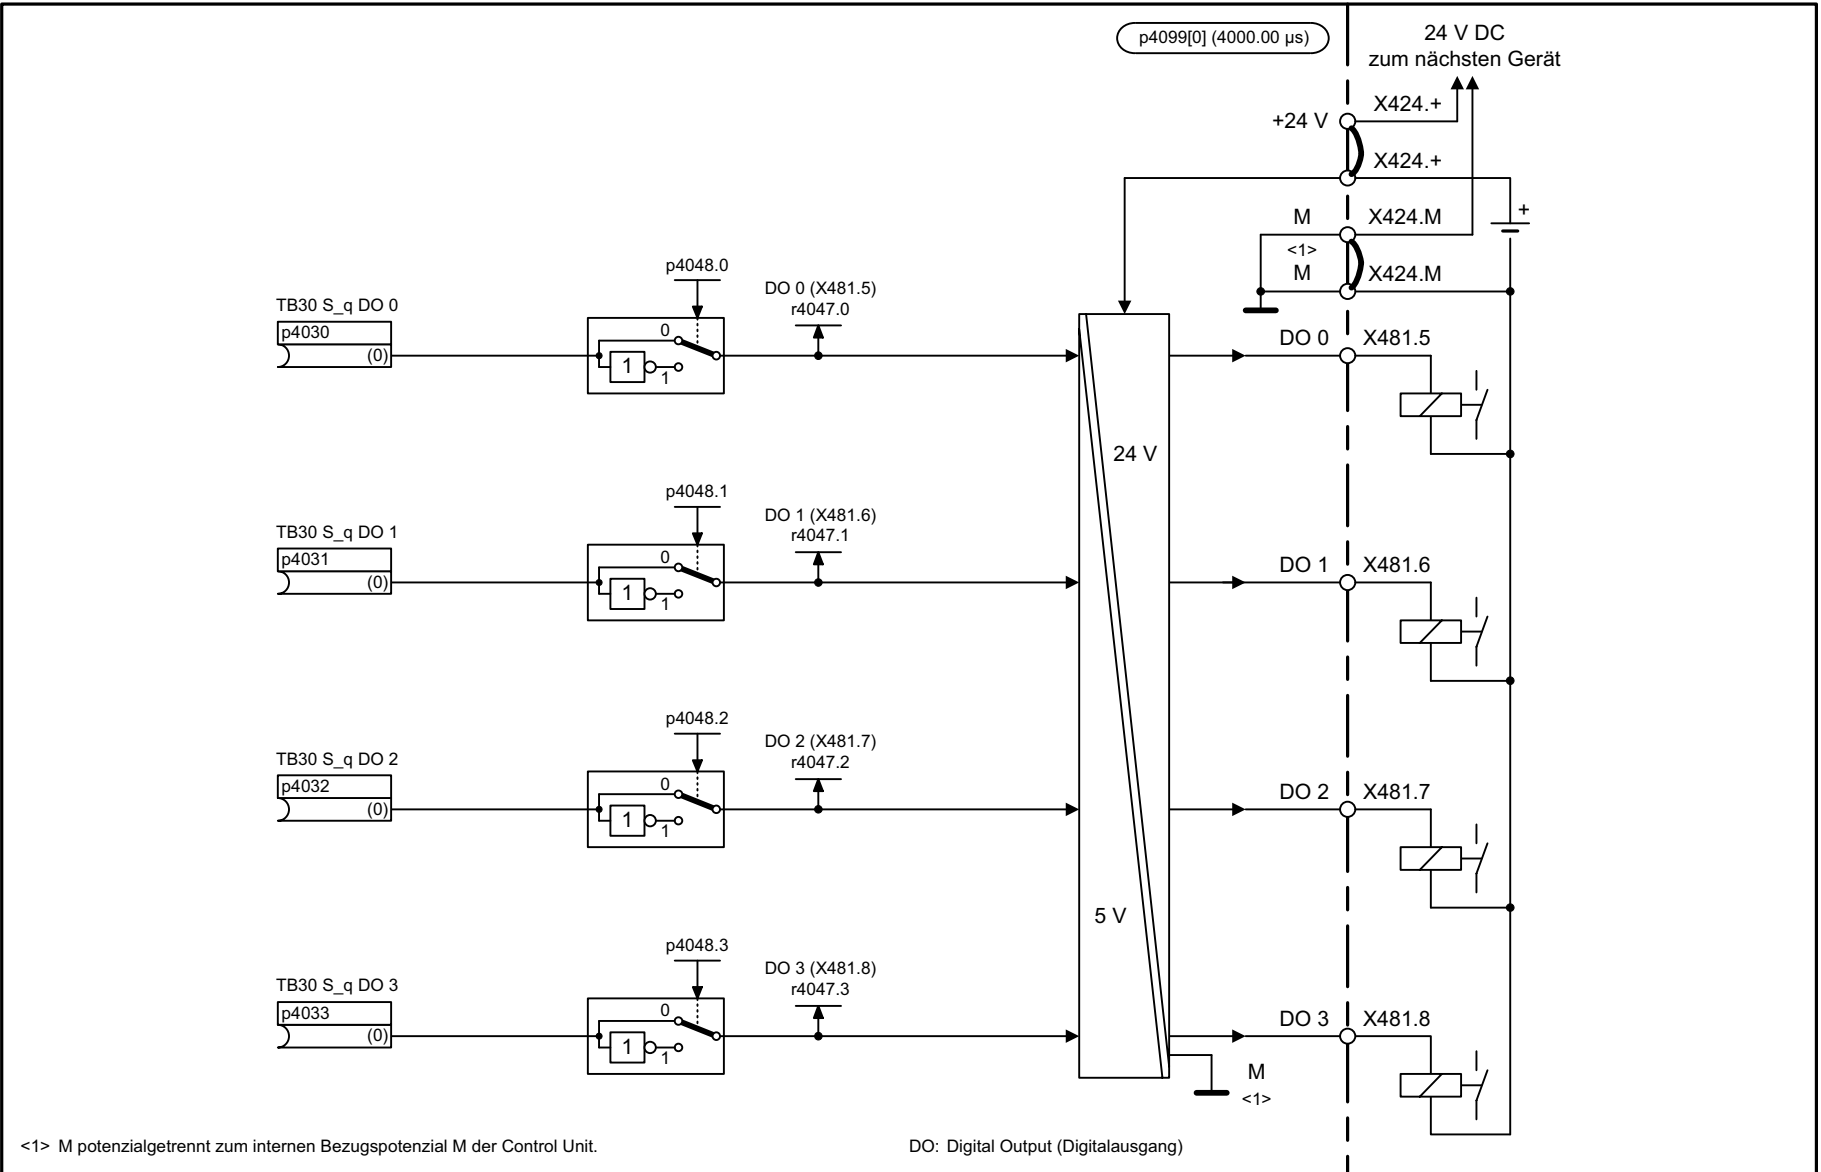 p4099[0] (4000.00 µs)
24 V DC
zum nächsten Gerät
X424.+
+24 V
X424.+
+
M
X424.M
<1>
M
X424.M
p4048.0
DO 0 (X481.5)
r4047.0
TB30 S_q DO 0
p4030
(0)
0
1
1
DO 0
X481.5
24 V
p4048.1
DO 1 (X481.6)
r4047.1
TB30 S_q DO 1
p4031
(0)
0
1
1
DO 1
X481.6
p4048.2
DO 2 (X481.7)
r4047.2
TB30 S_q DO 2
p4032
(0)
0
1
1
DO 2
X481.7
5 V
p4048.3
DO 3 (X481.8)
r4047.3
TB30 S_q DO 3
p4033
(0)
0
1
1
DO 3
X481.8
M
<1>
<1> M potenzialgetrennt zum internen Bezugspotenzial M der Control Unit.
DO: Digital Output (Digitalausgang)